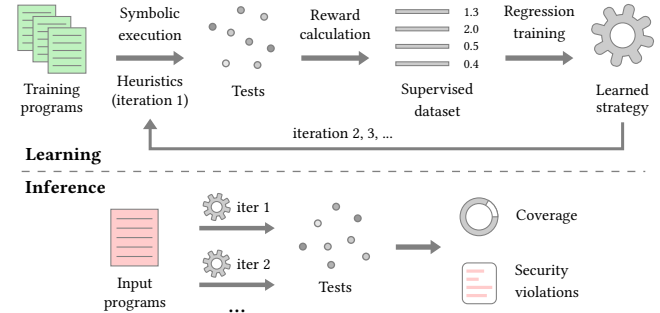 Symbolic
execution
Heuristics
(iteration 1)
Training
programs
Tests
Reward
calculation
1.3
2.0
0.5
0.4
Supervised
dataset
Regression
training
Learned
strategy
iteration 2, 3, ...
Learning
Inference
Input
programs
iter 1
iter 2
...
Tests
Coverage
Security
violations